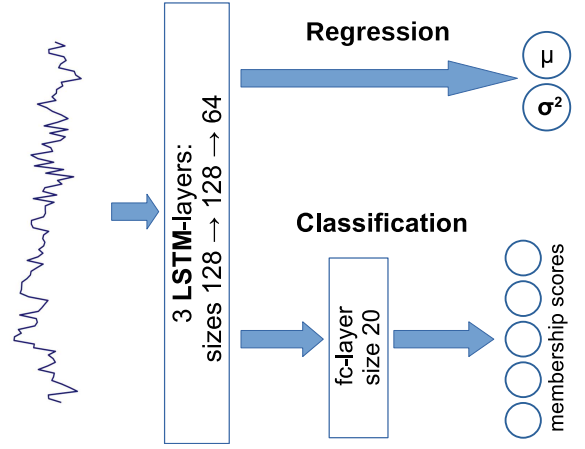 Regression
μ
σ²
3 LSTM-layers:
sizes 128 → 128 → 64
Classification
fc-layer
size 20
membership scores